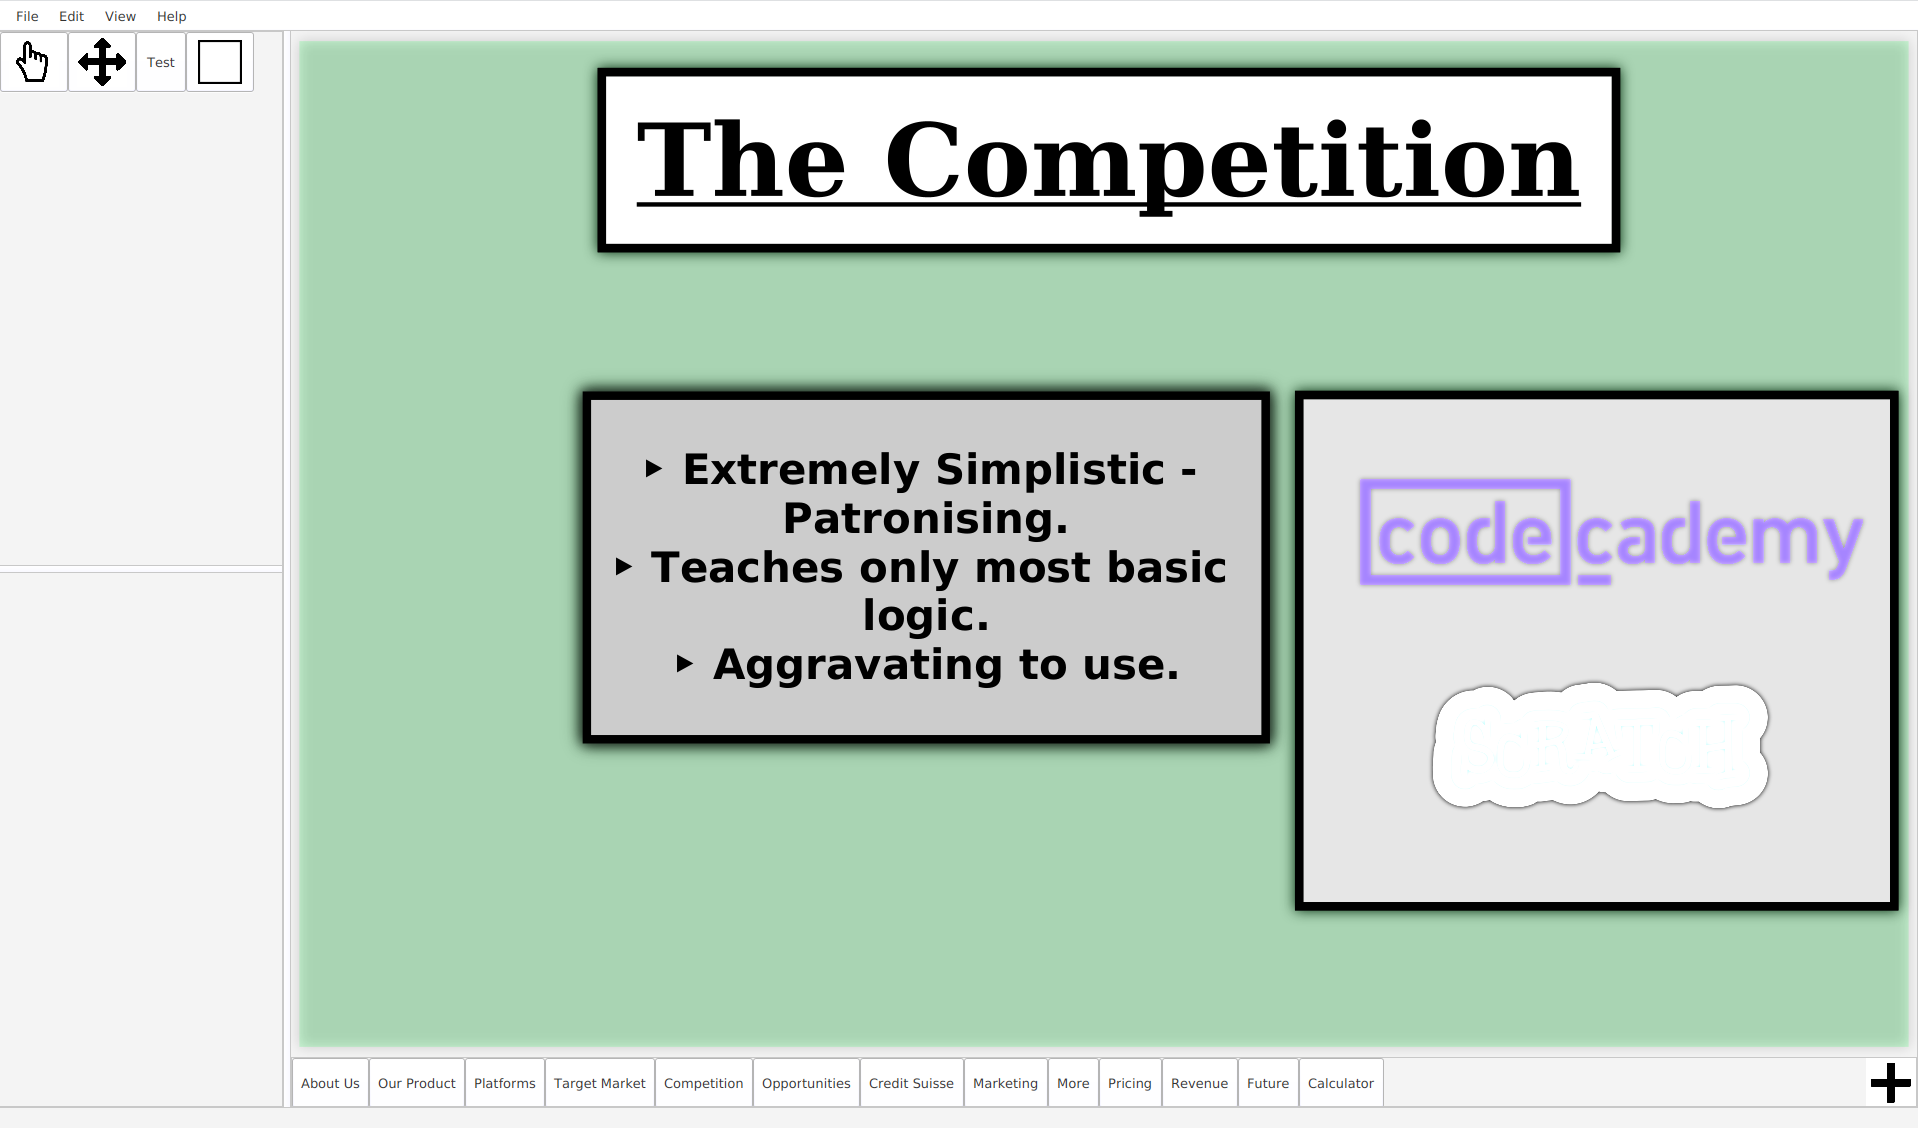 File Edit View Help
Test
The Competition
‣ Extremely Simplistic -
Patronising.
‣ Teaches only most basic
logic.
‣ Aggravating to use.
codecademy
SCRATCH
About Us Our Product Platforms Target Market Competition Opportunities Credit Suisse Marketing More Pricing Revenue Future Calculator